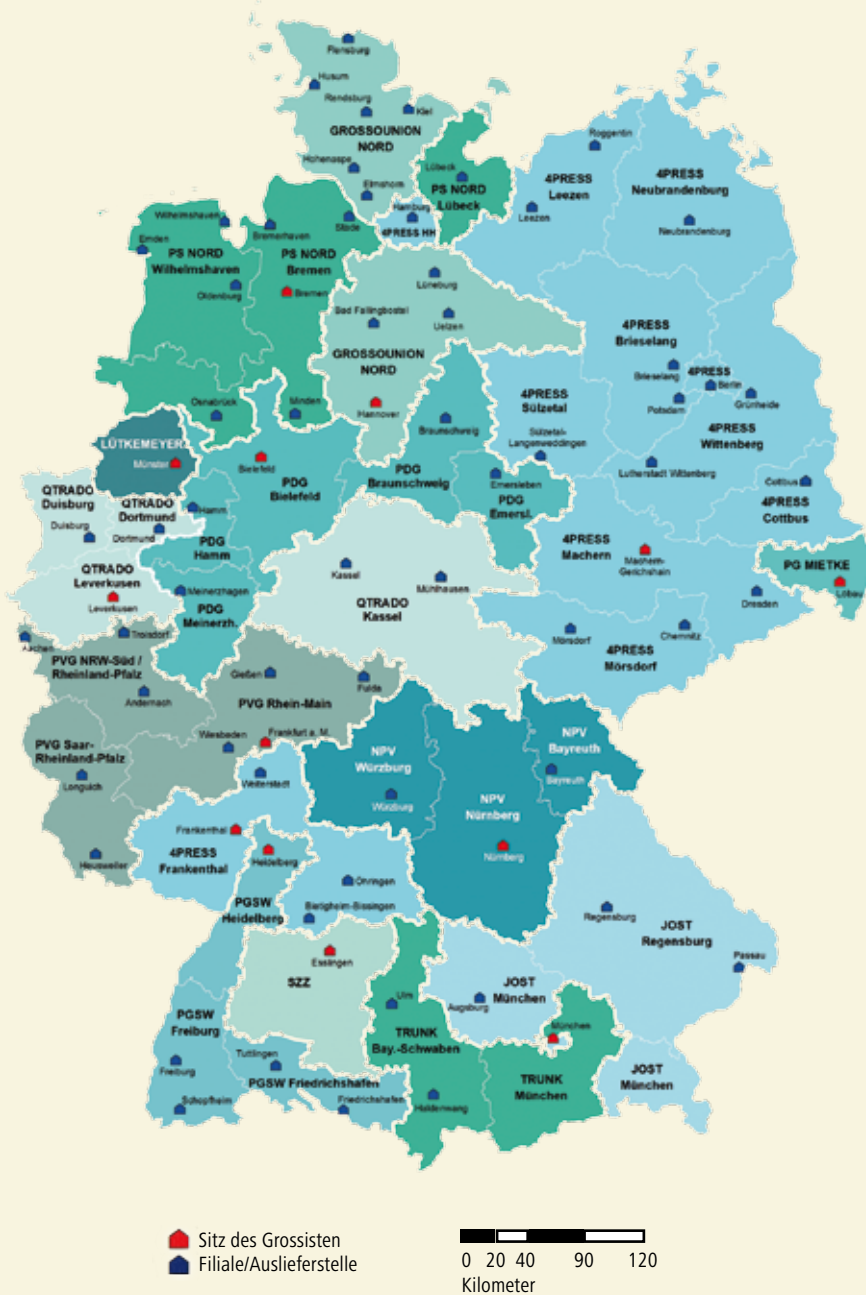 Flensburg
Husum
Rendsburg
Kiel
GROSSOUNION
NORD
Hohenaspe
Elmshorn
Roggentin
Lübeck
PS NORD
Lübeck
4PRESS
Leezen
Leezen
4PRESS
Neubrandenburg
Neubrandenburg
Hamburg
4PRESS HH
Wilhelmshaven
Emden
PS NORD
Wilhelmshaven
Oldenburg
Bremerhaven
Stade
PS NORD
Bremen
Bremen
Lüneburg
Bad Fallingbostel
Uelzen
GROSSOUNION
NORD
Hannover
4PRESS
Brieselang
Brieselang
4PRESS
Berlin
Potsdam
Grünheide
4PRESS
Sülzetal
Sülzetal-
Langenweddingen
4PRESS
Wittenberg
Lutherstadt Wittenberg
Cottbus
4PRESS
Cottbus
Osnabrück
Minden
LÜTKEMEYER
Münster
Bielefeld
PDG
Bielefeld
Braunschweig
PDG
Braunschweig
Emersleben
PDG
Emersl.
QTRADO
Duisburg
Duisburg
QTRADO
Dortmund
Dortmund
Hamm
PDG
Hamm
QTRADO
Leverkusen
Leverkusen
Meinerzhagen
PDG
Meinerzh.
Kassel
Mühlhausen
QTRADO
Kassel
4PRESS
Machern
Machern-
Gerichshain
PG MIETKE
Löbau
Dresden
Mörsdorf
Chemnitz
4PRESS
Mörsdorf
Aachen
Troisdorf
PVG NRW-Süd /
Rheinland-Pfalz
Andernach
Gießen
Fulda
PVG Rhein-Main
Wiesbaden
Frankfurt a. M.
PVG Saar-
Rheinland-Pfalz
Longuich
Heusweiler
Weiterstadt
NPV
Würzburg
Würzburg
NPV
Bayreuth
Bayreuth
NPV
Nürnberg
Nürnberg
Frankenthal
4PRESS
Frankenthal
Heidelberg
PGSW
Heidelberg
Öhringen
Bietigheim-Bissingen
Regensburg
JOST
Regensburg
Passau
Esslingen
SZZ
Ulm
TRUNK
Bay.-Schwaben
Augsburg
JOST
München
München
TRUNK
München
JOST
München
PGSW
Freiburg
Freiburg
Schopfheim
Tuttlingen
PGSW Friedrichshafen
Friedrichshafen
Haldenwang
Sitz des Grossisten
Filiale/Auslieferstelle
0 20 40 90 120
Kilometer